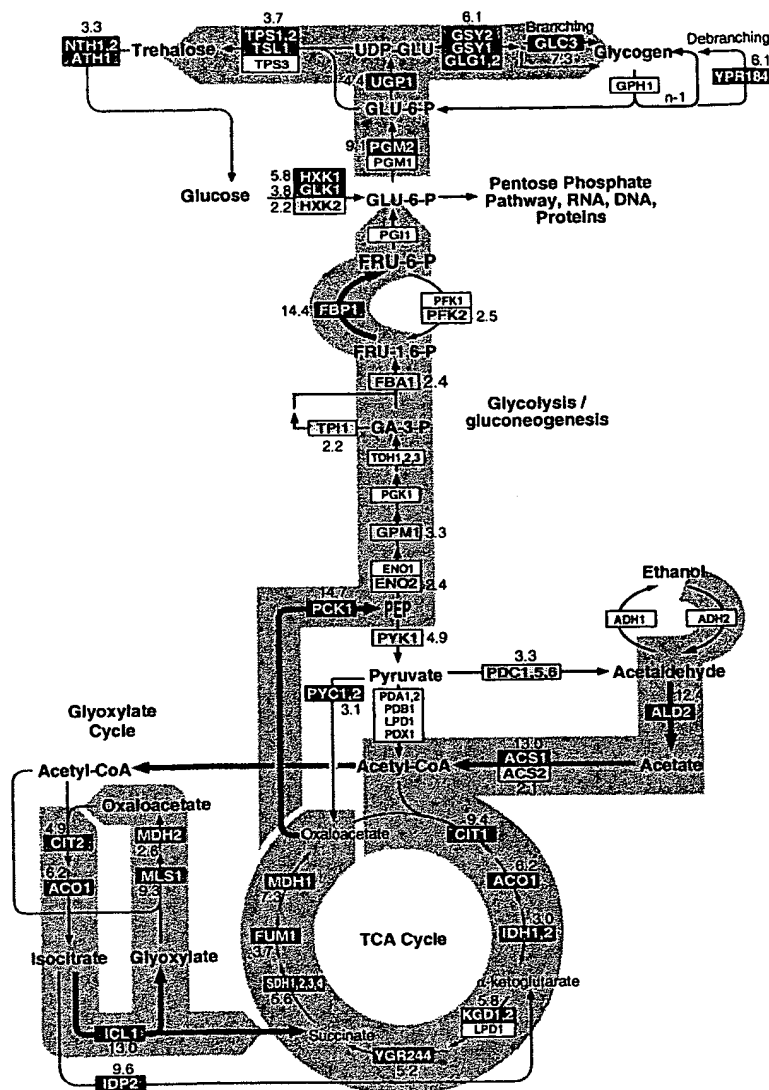 3.7
6.1
Branching
3.3
NTH1,2
ATH1
Trehalose
TPS1,2
TSL1
TPS3
UDP-GLU
GSY2
GSY1
GLG1,2
GLC3
7.3
Glycogen
Debranching
6.1
YPR184
GPH1
n-1
4.4
UGP1
GLU-6-P
9.1
PGM2
PGM1
Glucose
5.8
HXK1
3.8
GLK1
2.2
HXK2
GLU-6-P
Pentose Phosphate
Pathway, RNA, DNA,
Proteins
PGI1
FRU-6-P
14.4
FBP1
PFK1
PFK2
2.5
FRU-1,6-P
FBA1
2.4
Glycolysis /
gluconeogenesis
TPI1
2.2
GA-3-P
TDH1,2,3
PGK1
GPM1
3.3
ENO1
ENO2
2.4
14.7
PCK1
PEP
PYK1
4.9
Ethanol
ADH1
ADH2
Pyruvate
3.3
PDC1,5,6
Acetaldehyde
PYC1,2
3.1
PDA1,2
PDB1
LPD1
PDX1
12.4
ALD2
Glyoxylate
Cycle
Acetyl-CoA
Acetyl-CoA
13.0
ACS1
ACS2
2.1
Acetate
Oxaloacetate
4.9
CIT2
MDH2
2.6
6.2
ACO1
MLS1
9.3
Isocitrate
Glyoxylate
ICL1
13.0
9.6
IDP2
Oxaloacetate
9.4
CIT1
MDH1
7.3
6.2
ACO1
FUM1
3.7
TCA Cycle
3.0
IDH1,2
SDH1,2,3,4
5.6
α-ketoglutarate
5.8
KGD1,2
LPD1
Succinate
YGR244
5.2